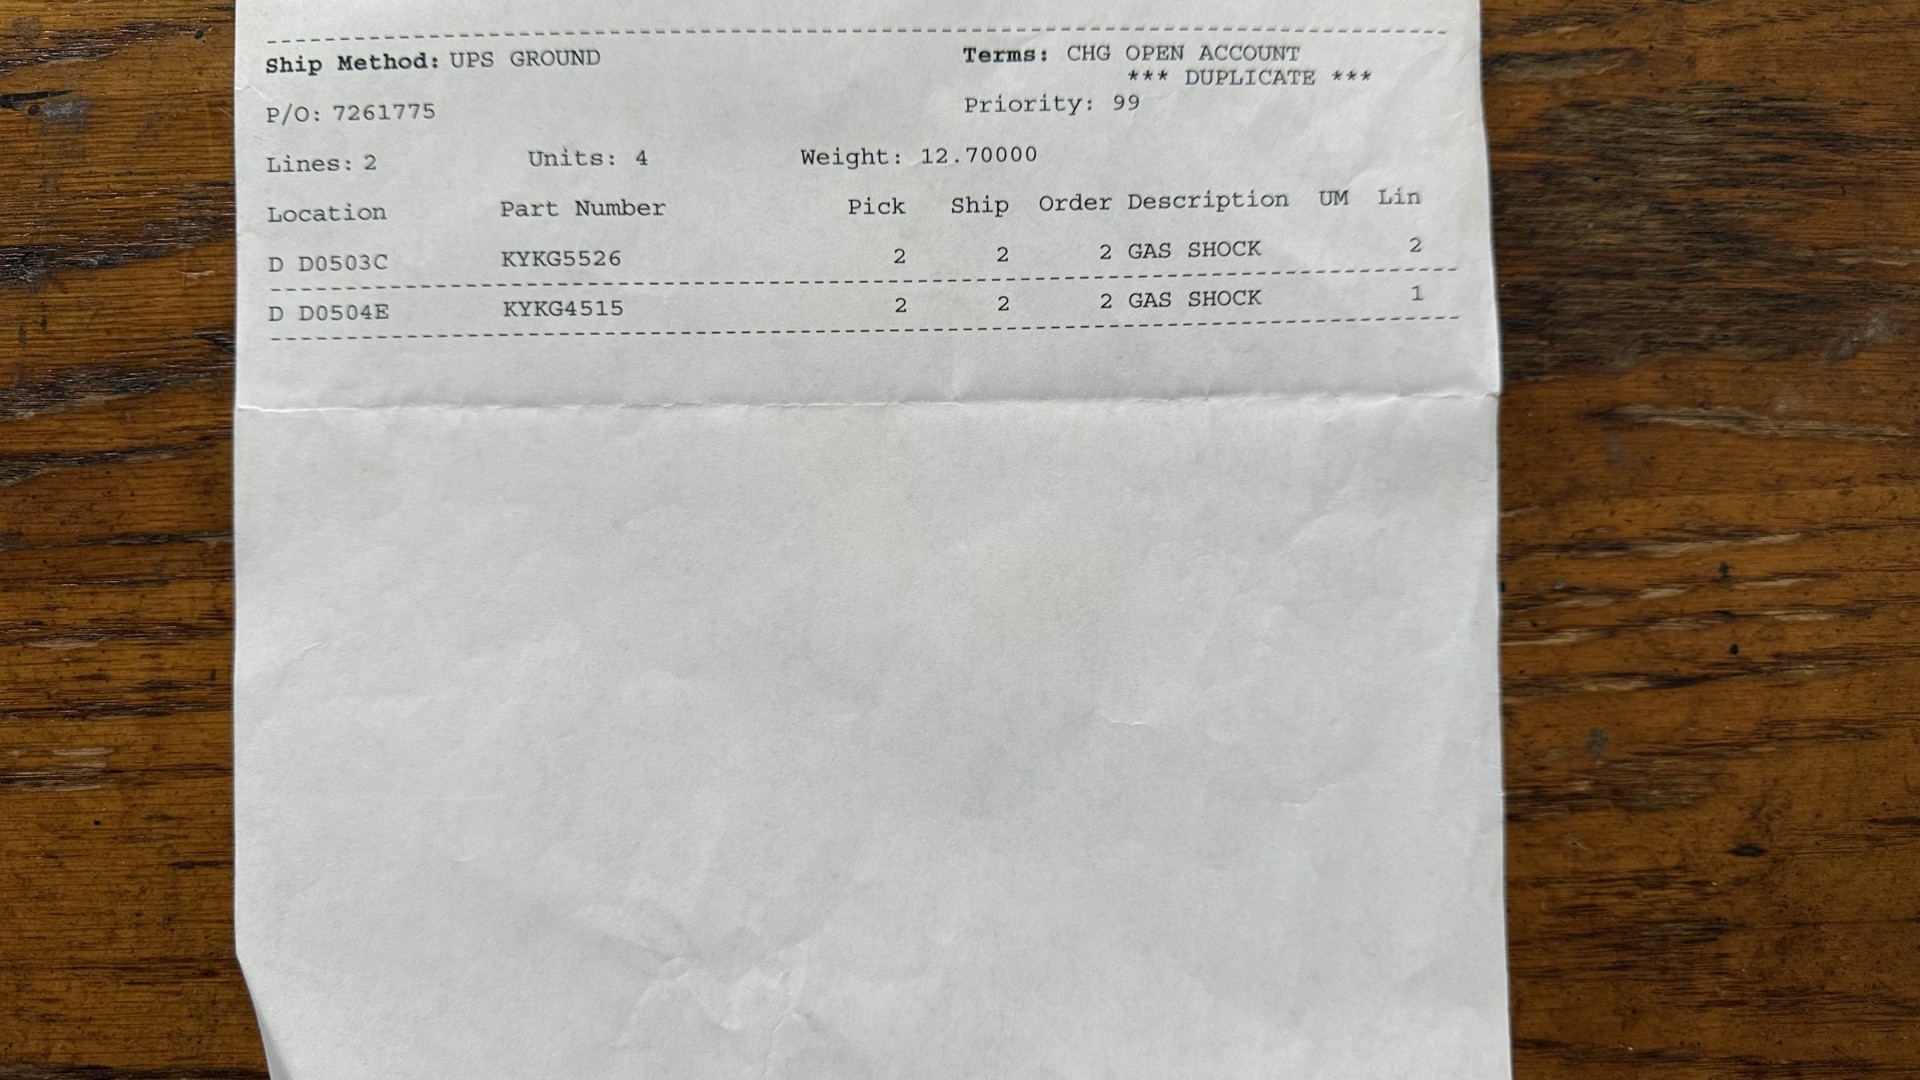 Ship Method: UPS GROUND Terms: CHG OPEN ACCOUNT
*** DUPLICATE ***
P/O: 7261775 Priority: 99
Lines: 2 Units: 4 Weight: 12.70000
Location Part Number Pick Ship Order Description UM Lin
D D0503C KYKG5526 2 2 2 GAS SHOCK 2
D D0504E KYKG4515 2 2 2 GAS SHOCK 1